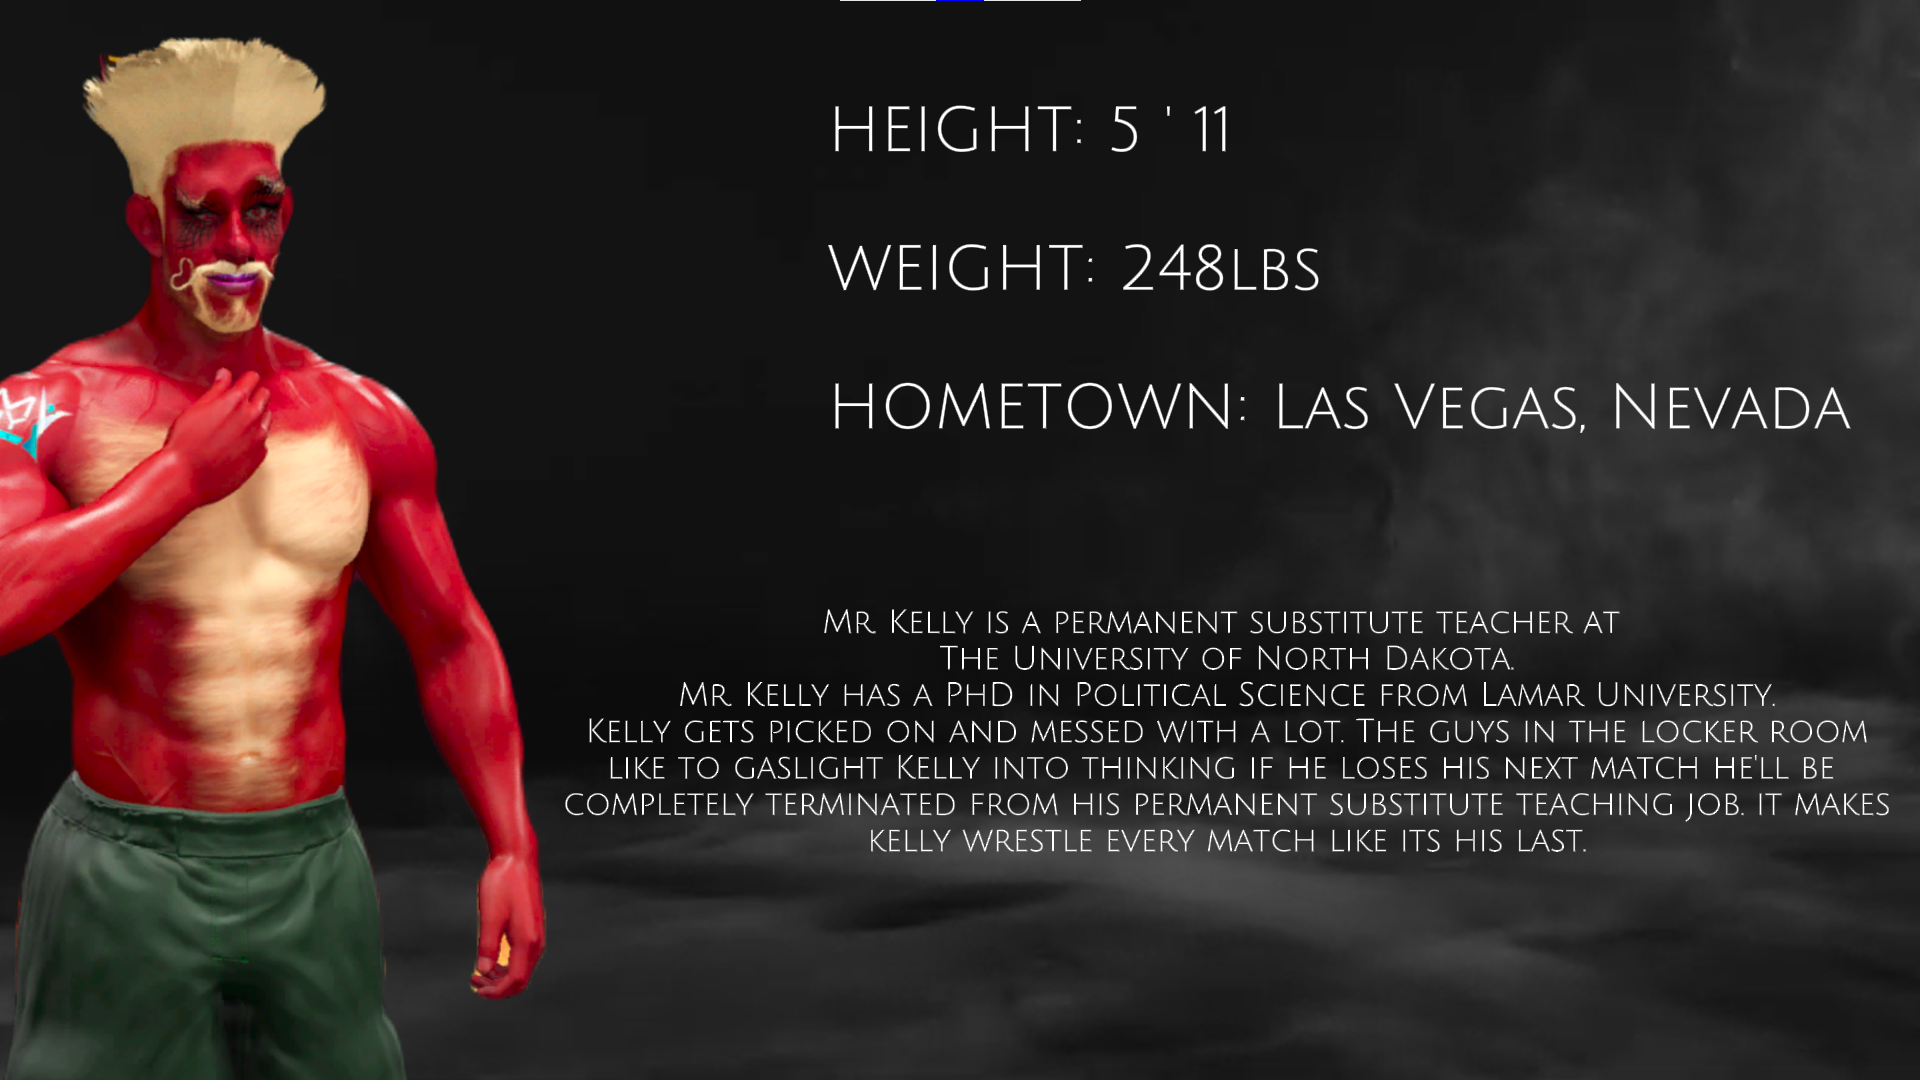 HEIGHT: 5 ' 11
WEIGHT: 248LBS
HOMETOWN: LAS VEGAS, NEVADA
MR. KELLY IS A PERMANENT SUBSTITUTE TEACHER AT
THE UNIVERSITY OF NORTH DAKOTA.
MR. KELLY HAS A PHD IN POLITICAL SCIENCE FROM LAMAR UNIVERSITY.
KELLY GETS PICKED ON AND MESSED WITH A LOT. THE GUYS IN THE LOCKER ROOM
LIKE TO GASLIGHT KELLY INTO THINKING IF HE LOSES HIS NEXT MATCH HE'LL BE
COMPLETELY TERMINATED FROM HIS PERMANENT SUBSTITUTE TEACHING JOB. IT MAKES
KELLY WRESTLE EVERY MATCH LIKE ITS HIS LAST.